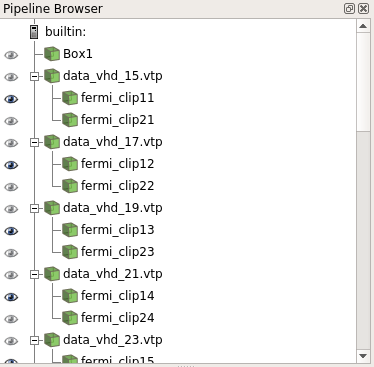 Pipeline Browser
builtin:
Box1
data_vhd_15.vtp
fermi_clip11
fermi_clip21
data_vhd_17.vtp
fermi_clip12
fermi_clip22
data_vhd_19.vtp
fermi_clip13
fermi_clip23
data_vhd_21.vtp
fermi_clip14
fermi_clip24
data_vhd_23.vtp
fermi_clip15